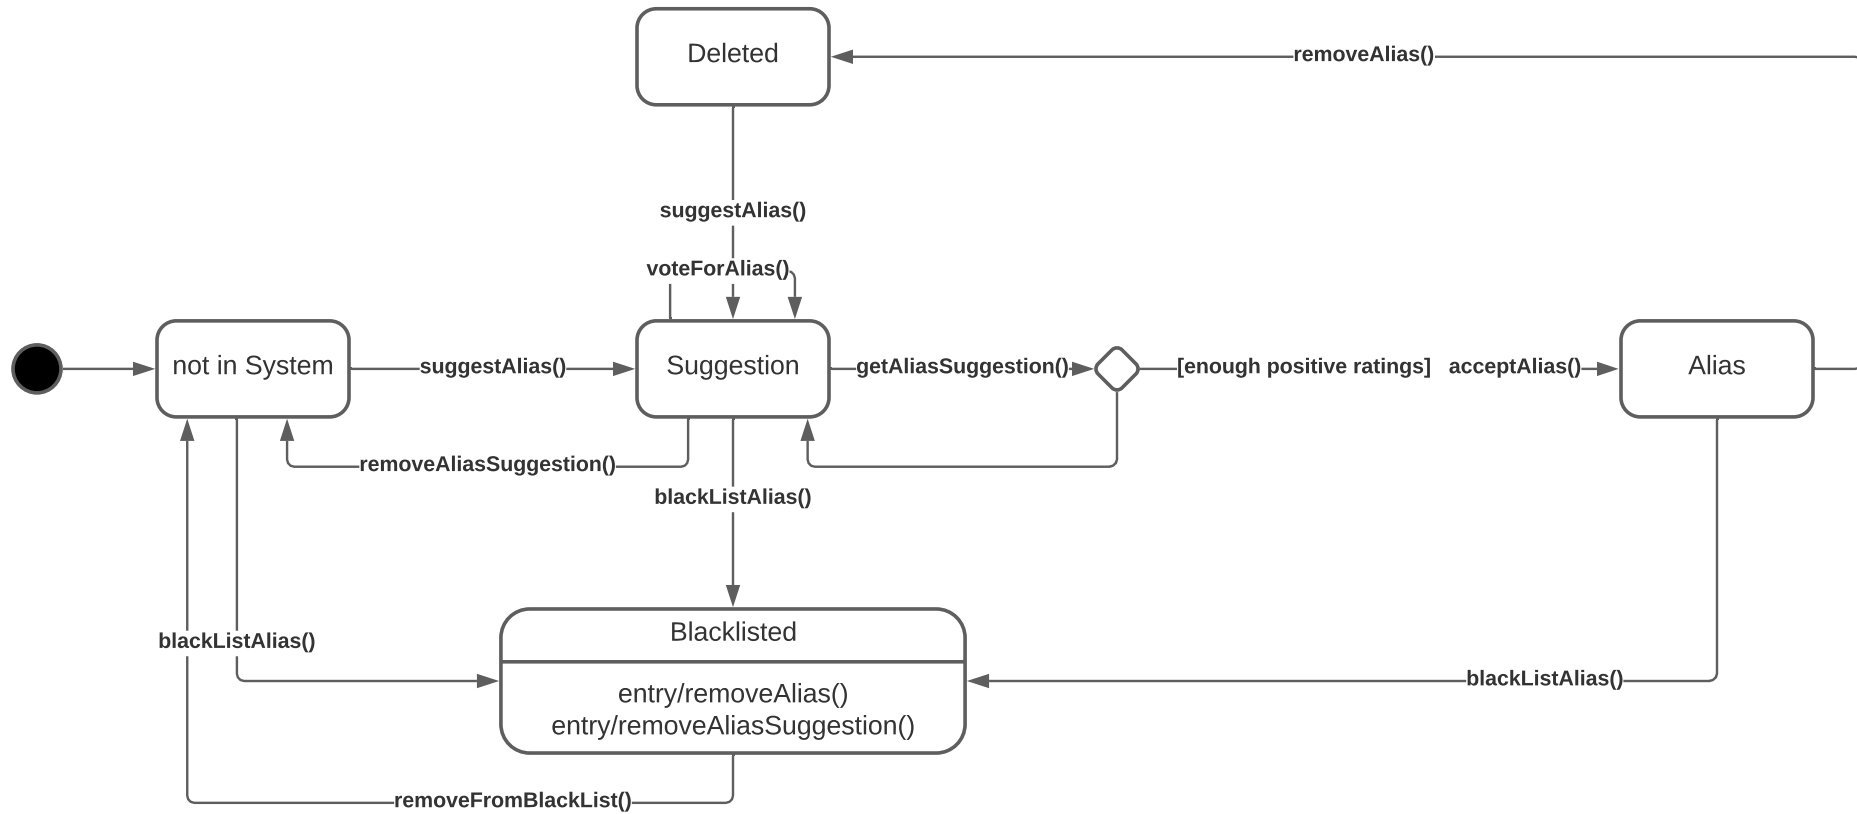 Deleted
removeAlias()
suggestAlias()
voteForAlias()
not in System
suggestAlias()
Suggestion
getAliasSuggestion()
[enough positive ratings] acceptAlias()
Alias
removeAliasSuggestion()
blackListAlias()
blackListAlias()
Blacklisted
entry/removeAlias()
entry/removeAliasSuggestion()
blackListAlias()
removeFromBlackList()